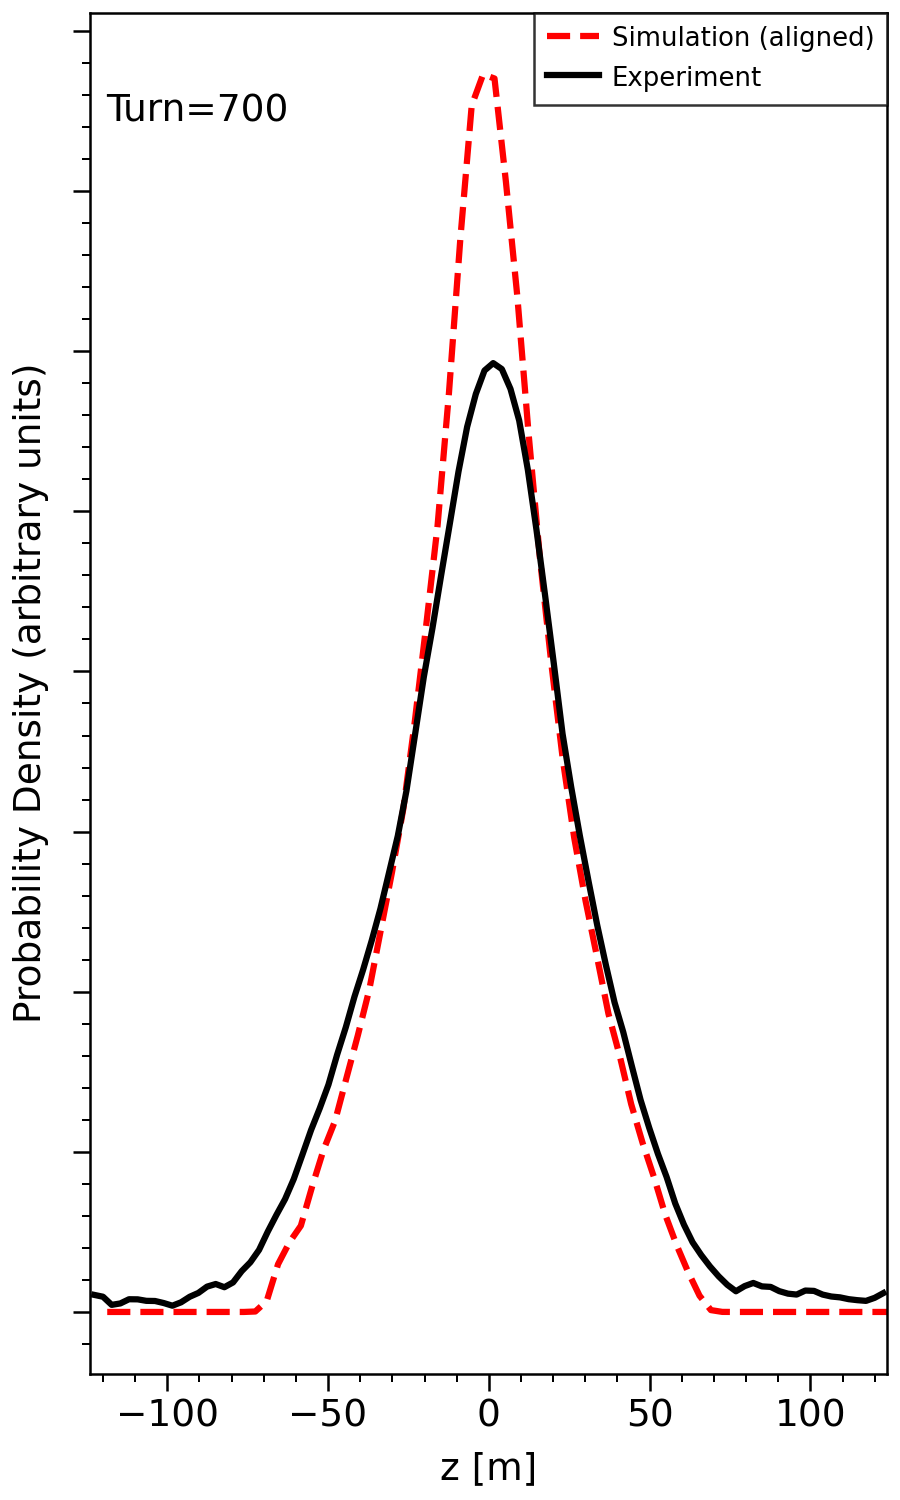 Simulation (aligned)
Experiment
Turn=700
Probability Density (arbitrary units)
−100 −50 0 50 100
z [m]